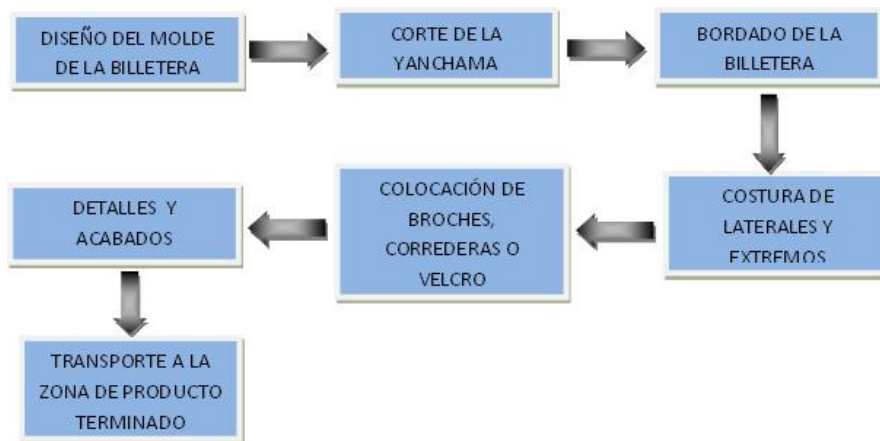 DISEÑO DEL MOLDE
DE LA BILLETERA
CORTE DE LA
YANCHAMA
BORDADO DE LA
BILLETERA
COSTURA DE
LATERALES Y
EXTREMOS
COLOCACIÓN DE
BROCHES,
CORREDERAS O
VELCRO
DETALLES Y
ACABADOS
TRANSPORTE A LA
ZONA DE PRODUCTO
TERMINADO